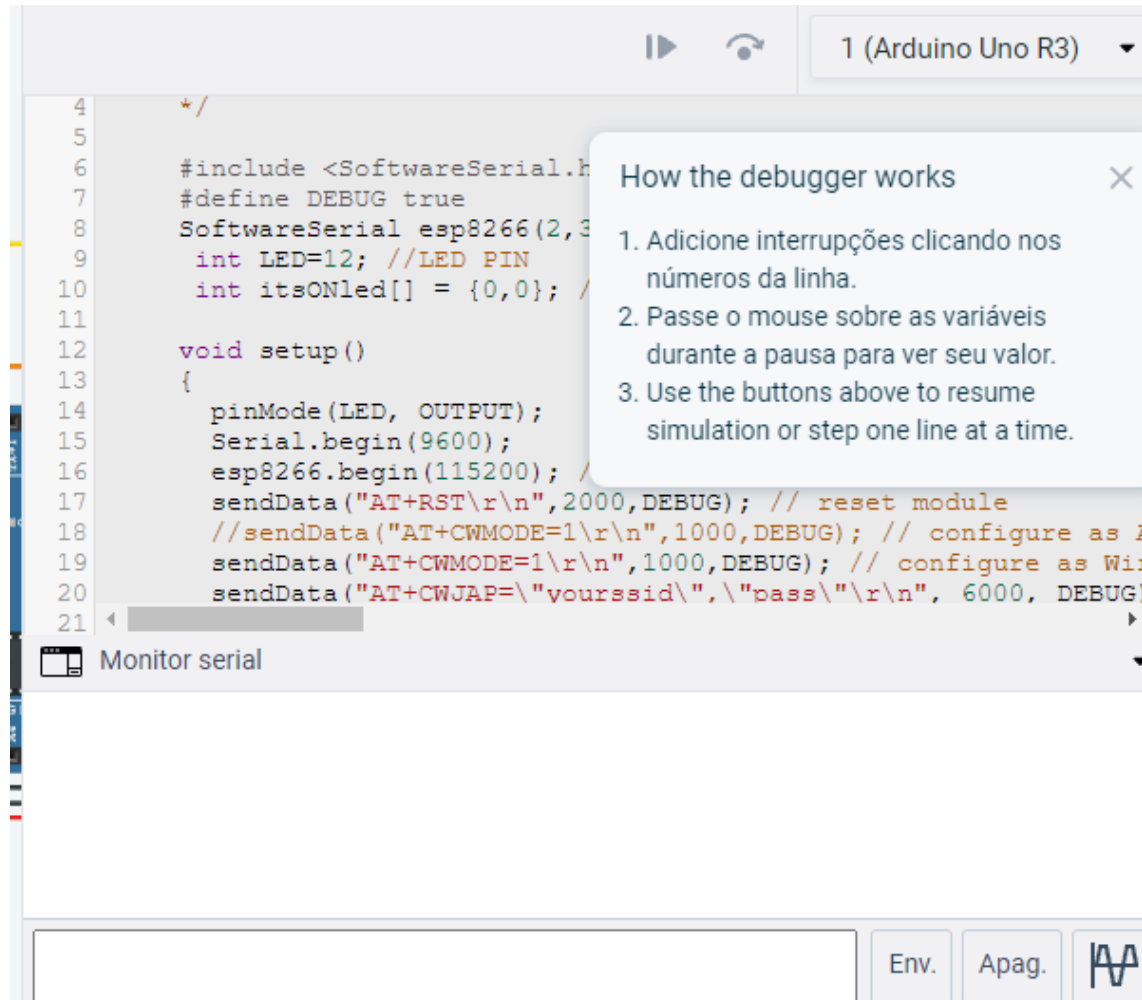 1 (Arduino Uno R3)
4 */
5
6 #include <SoftwareSerial.h
7 #define DEBUG true
8 SoftwareSerial esp8266(2,3
9 int LED=12; //LED PIN
10 int itsONled[] = {0,0}; /
11
12 void setup()
13 {
14 pinMode(LED, OUTPUT);
15 Serial.begin(9600);
16 esp8266.begin(115200); /
17 sendData("AT+RST\r\n",2000,DEBUG); // reset module
18 //sendData("AT+CWMODE=1\r\n",1000,DEBUG); // configure as A
19 sendData("AT+CWMODE=1\r\n",1000,DEBUG); // configure as Wi
20 sendData("AT+CWJAP=\"yourssid\",\"pass\"\r\n", 6000, DEBUG)
21
How the debugger works
1. Adicione interrupções clicando nos
números da linha.
2. Passe o mouse sobre as variáveis
durante a pausa para ver seu valor.
3. Use the buttons above to resume
simulation or step one line at a time.
Monitor serial
Env.
Apag.